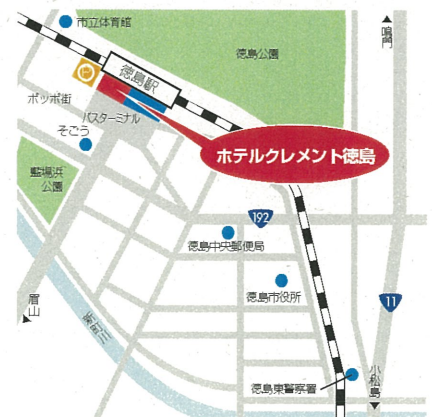 市立体育館
鳴門
徳島公園
徳島駅
P
ポッポ街
バスターミナル
そごう
ホテルクレメント徳島
藍場浜
公園
192
徳島中央郵便局
徳島市役所
11
眉山
新町川
徳島東警察署
小松島